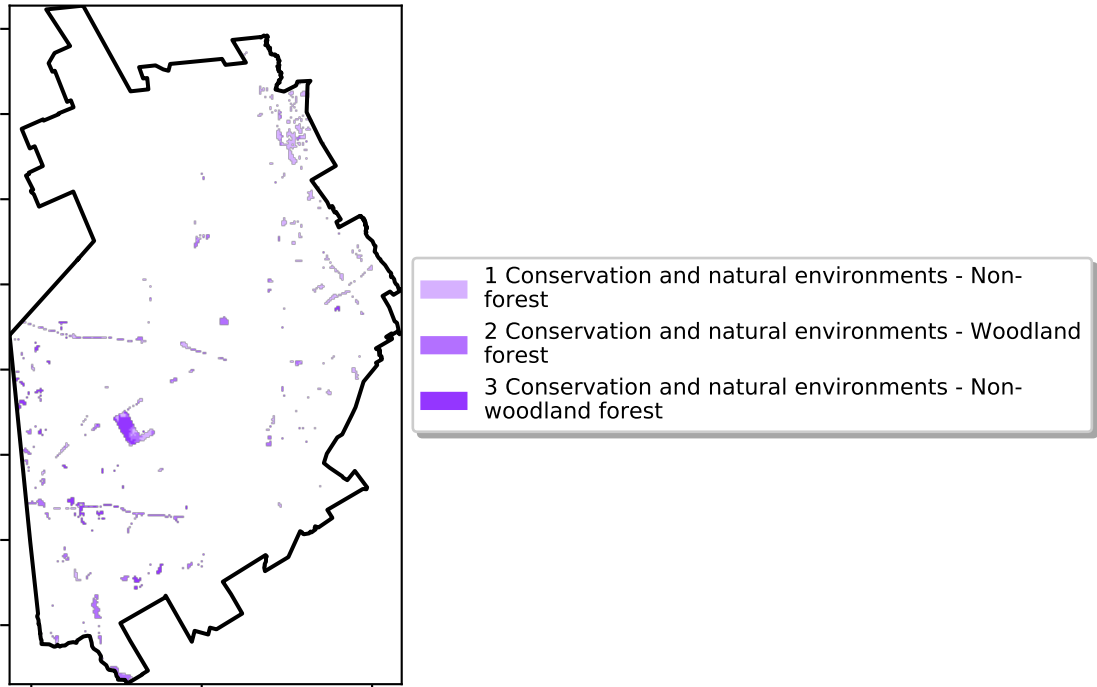 1 Conservation and natural environments - Non-
forest
2 Conservation and natural environments - Woodland
forest
3 Conservation and natural environments - Non-
woodland forest